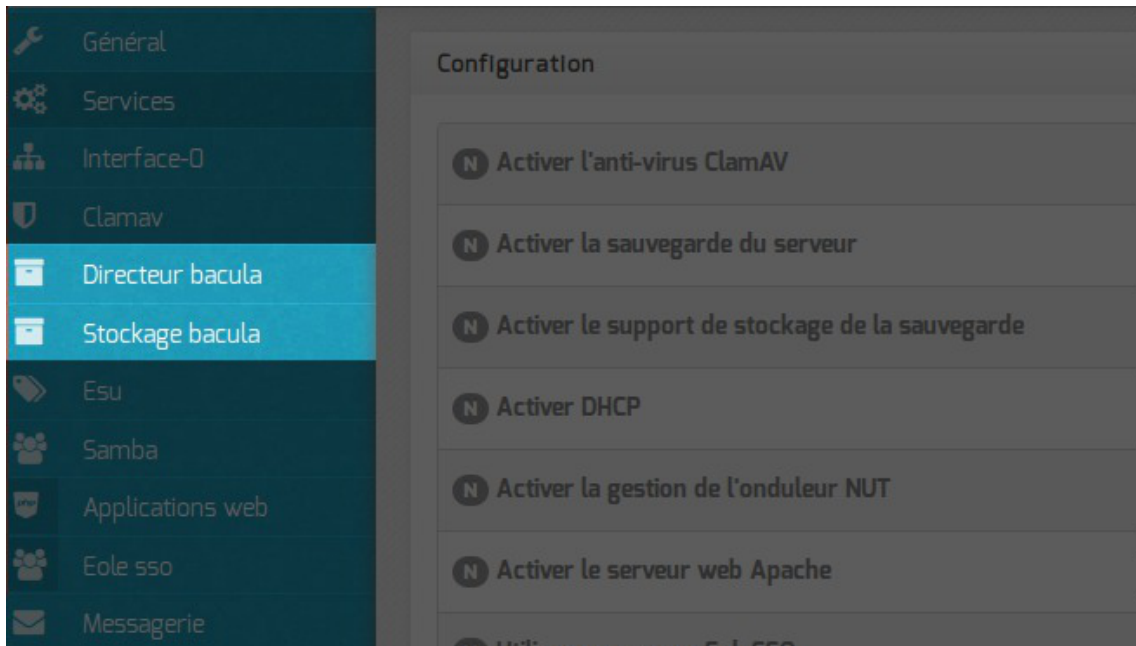 Général
Services
Interface-0
Clamav
Directeur bacula
Stockage bacula
Esu
Samba
Applications web
Eole sso
Messagerie
Configuration
N Activer l'anti-virus ClamAV
N Activer la sauvegarde du serveur
N Activer le support de stockage de la sauvegarde
N Activer DHCP
N Activer la gestion de l'onduleur NUT
N Activer le serveur web Apache